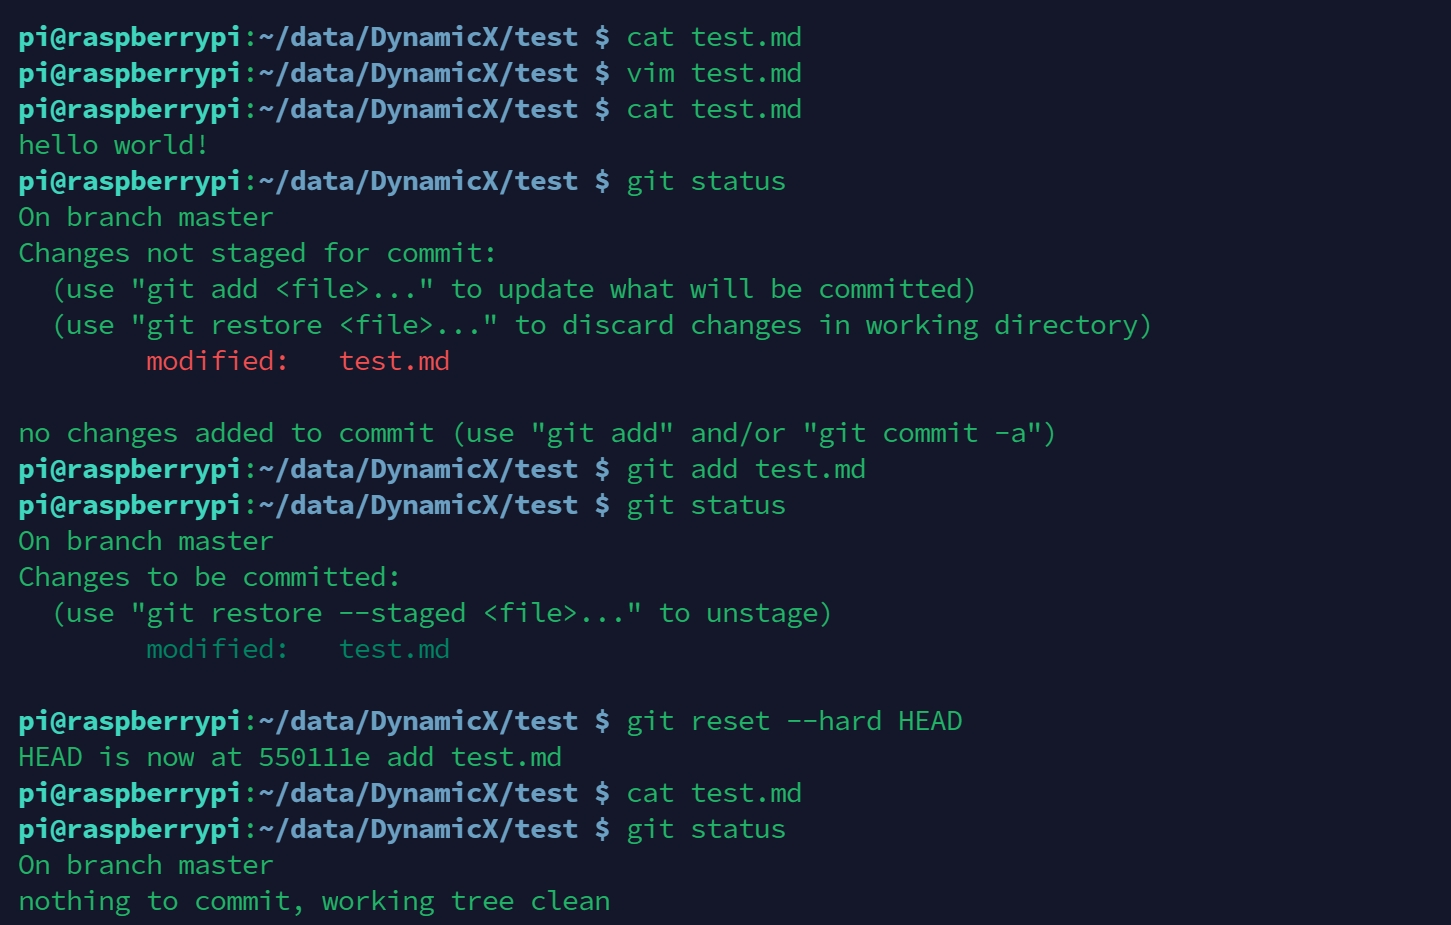 pi@raspberrypi:~/data/DynamicX/test $ cat test.md
pi@raspberrypi:~/data/DynamicX/test $ vim test.md
pi@raspberrypi:~/data/DynamicX/test $ cat test.md
hello world!
pi@raspberrypi:~/data/DynamicX/test $ git status
On branch master
Changes not staged for commit:
  (use "git add <file>..." to update what will be committed)
  (use "git restore <file>..." to discard changes in working directory)
        modified:   test.md

no changes added to commit (use "git add" and/or "git commit -a")
pi@raspberrypi:~/data/DynamicX/test $ git add test.md
pi@raspberrypi:~/data/DynamicX/test $ git status
On branch master
Changes to be committed:
  (use "git restore --staged <file>..." to unstage)
        modified:   test.md

pi@raspberrypi:~/data/DynamicX/test $ git reset --hard HEAD
HEAD is now at 550111e add test.md
pi@raspberrypi:~/data/DynamicX/test $ cat test.md
pi@raspberrypi:~/data/DynamicX/test $ git status
On branch master
nothing to commit, working tree clean